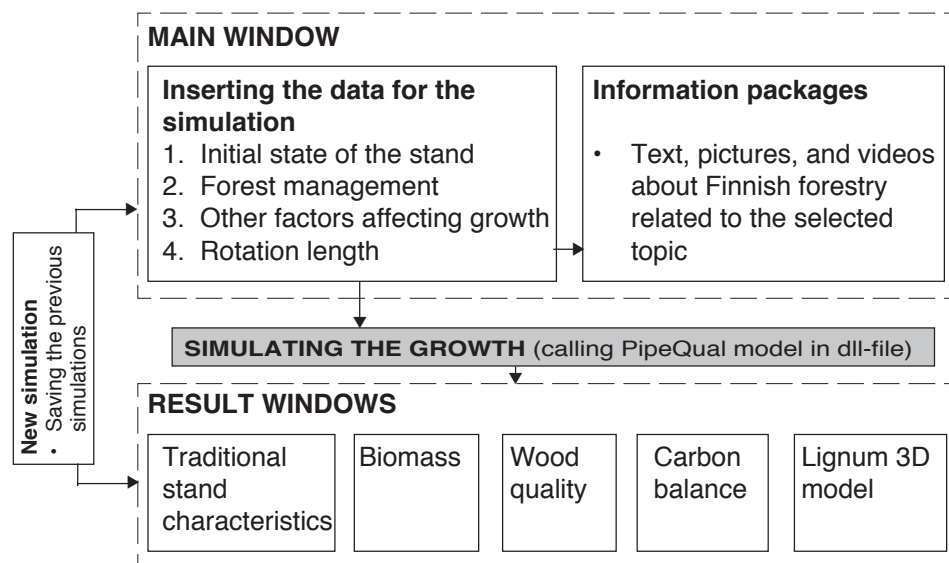 MAIN WINDOW
Inserting the data for the
simulation
1. Initial state of the stand
2. Forest management
3. Other factors affecting growth
4. Rotation length
Information packages
• Text, pictures, and videos
about Finnish forestry
related to the selected
topic
New simulation
• Saving the previous
simulations
SIMULATING THE GROWTH (calling PipeQual model in dll-file)
RESULT WINDOWS
Traditional
stand
characteristics
Biomass
Wood
quality
Carbon
balance
Lignum 3D
model